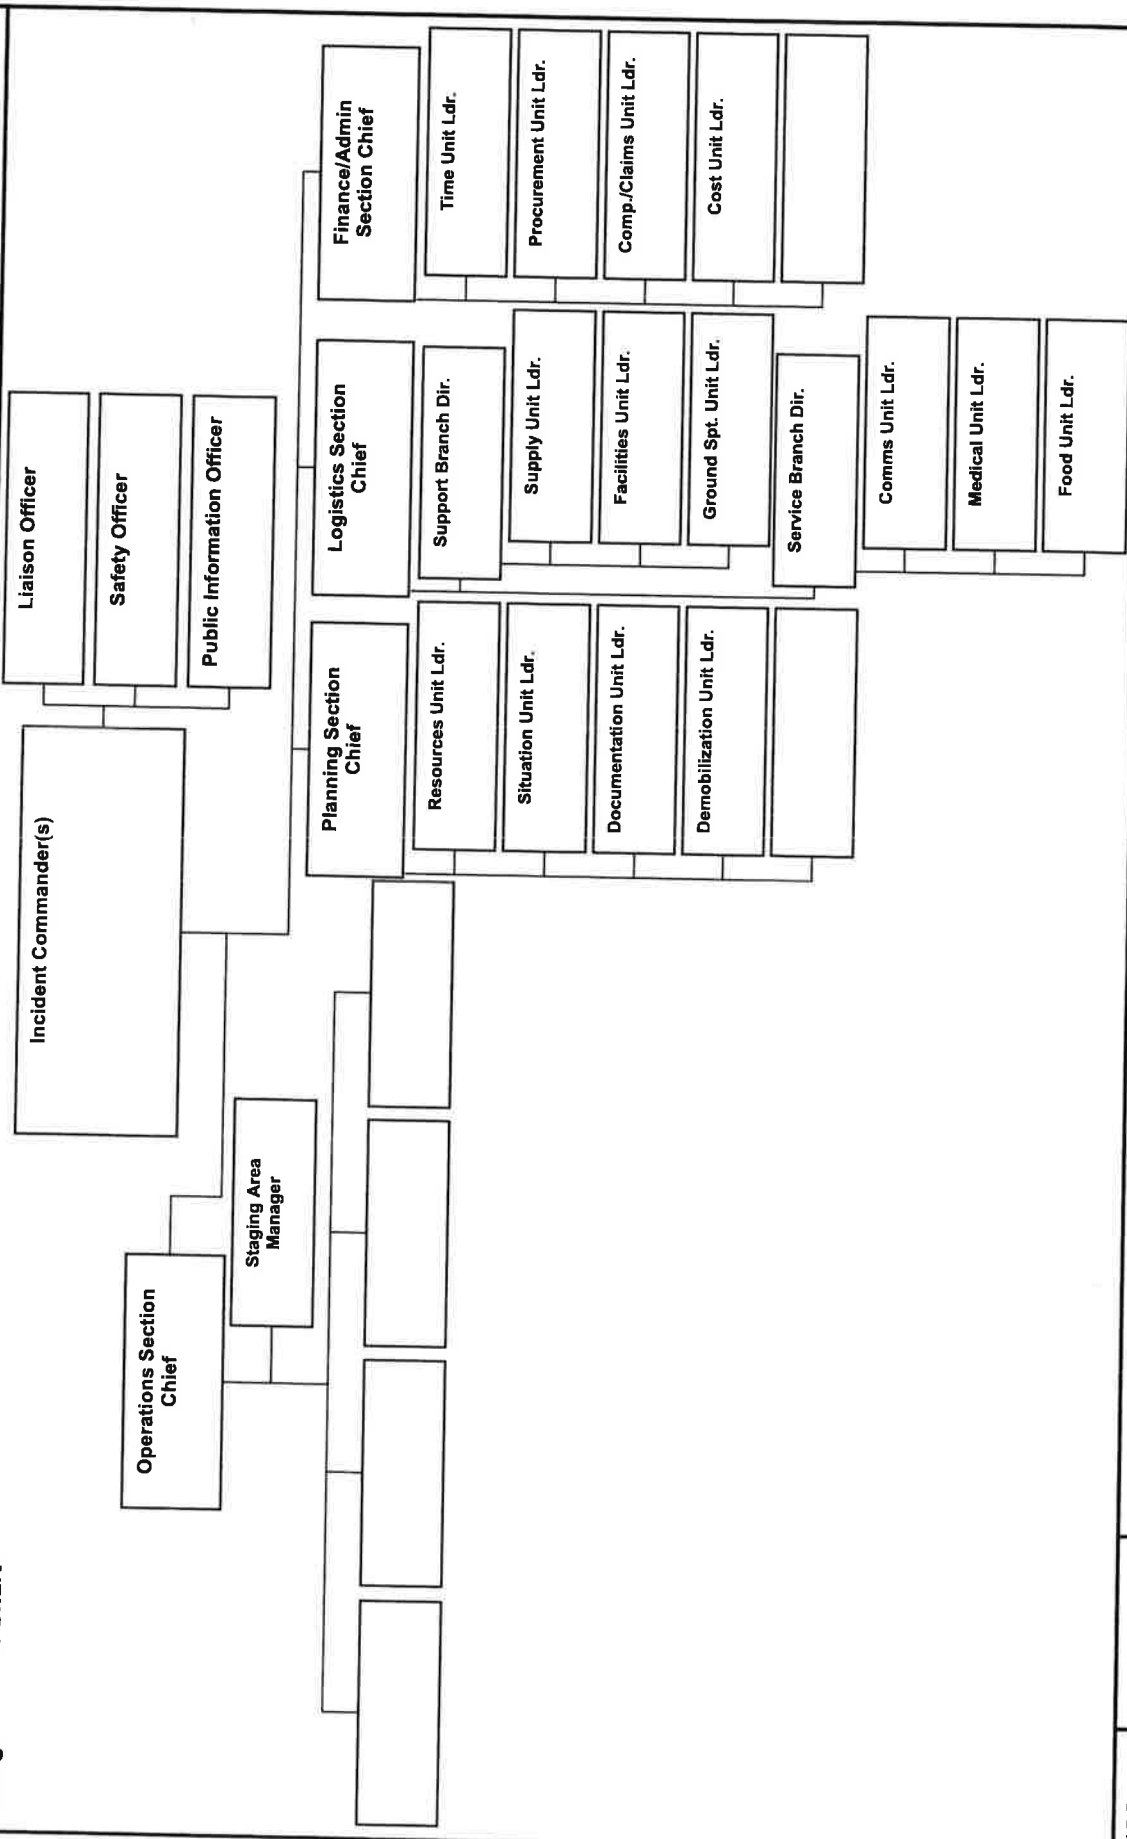 Incident Commander(s)
Liaison Officer
Safety Officer
Public Information Officer
Operations Section
Chief
Staging Area
Manager
Planning Section
Chief
Resources Unit Ldr.
Situation Unit Ldr.
Documentation Unit Ldr.
Demobilization Unit Ldr.
Logistics Section
Chief
Support Branch Dir.
Supply Unit Ldr.
Facilities Unit Ldr.
Ground Spt. Unit Ldr.
Service Branch Dir.
Comms Unit Ldr.
Medical Unit Ldr.
Food Unit Ldr.
Finance/Admin
Section Chief
Time Unit Ldr.
Procurement Unit Ldr.
Comp./Claims Unit Ldr.
Cost Unit Ldr.